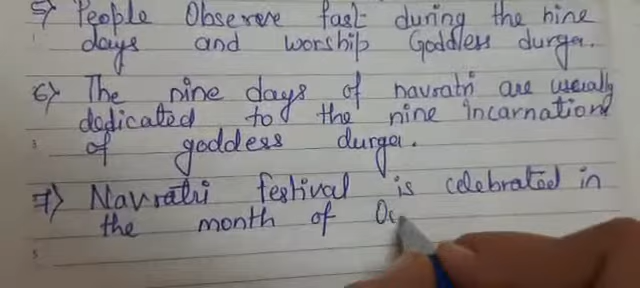 5) People Observe fast during the nine
days and worship Goddess durga.
6) The nine days of navratri are usually
dedicated to the nine incarnation
of goddess durga.
7) Navratri festival is celebrated in
the month of